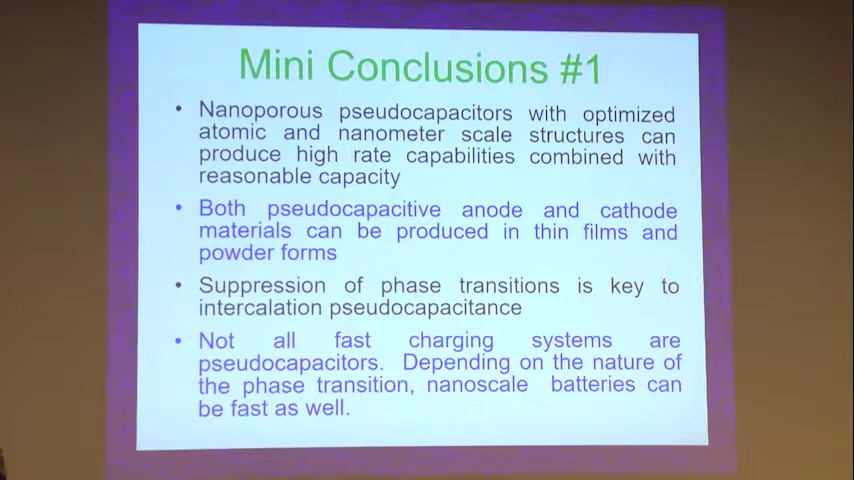 Mini Conclusions #1
• Nanoporous pseudocapacitors with optimized
atomic and nanometer scale structures can
produce high rate capabilities combined with
reasonable capacity
• Both pseudocapacitive anode and cathode
materials can be produced in thin films and
powder forms
• Suppression of phase transitions is key to
intercalation pseudocapacitance
• Not all fast charging systems are
pseudocapacitors. Depending on the nature of
the phase transition, nanoscale batteries can
be fast as well.